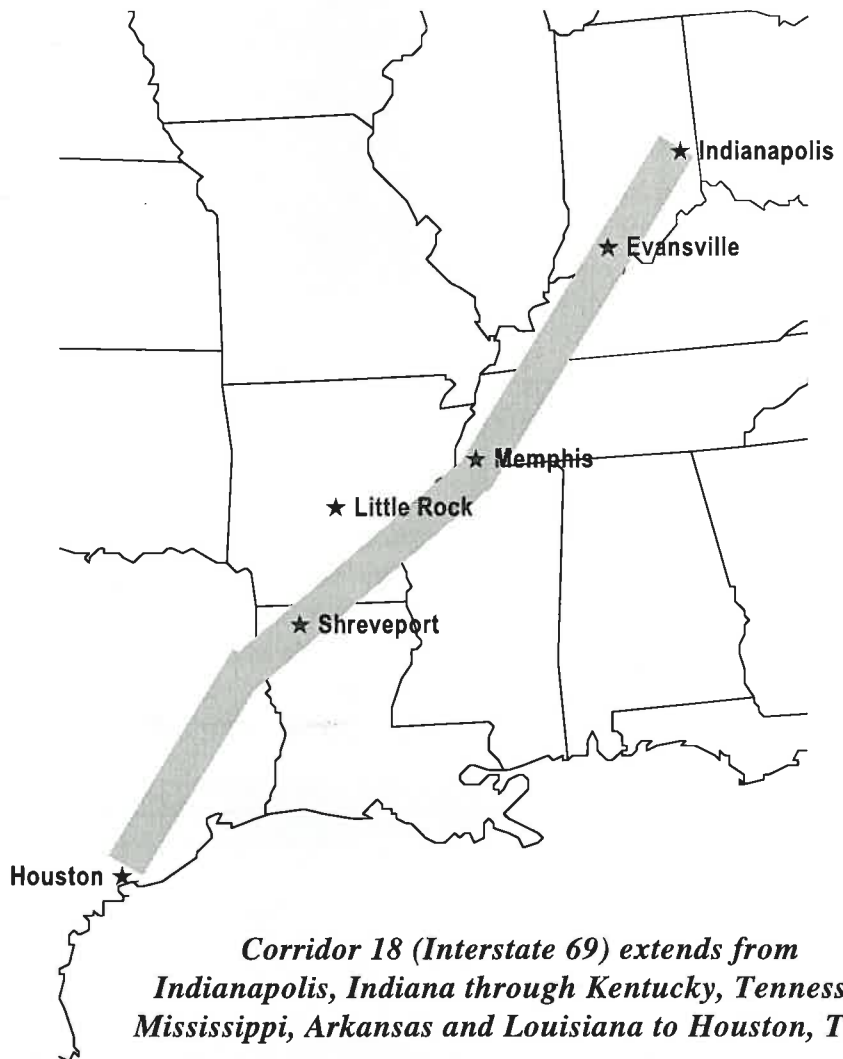 Indianapolis
Evansville
Memphis
Little Rock
Shreveport
Houston
Corridor 18 (Interstate 69) extends from
Indianapolis, Indiana through Kentucky, Tenness
Mississippi, Arkansas and Louisiana to Houston, T